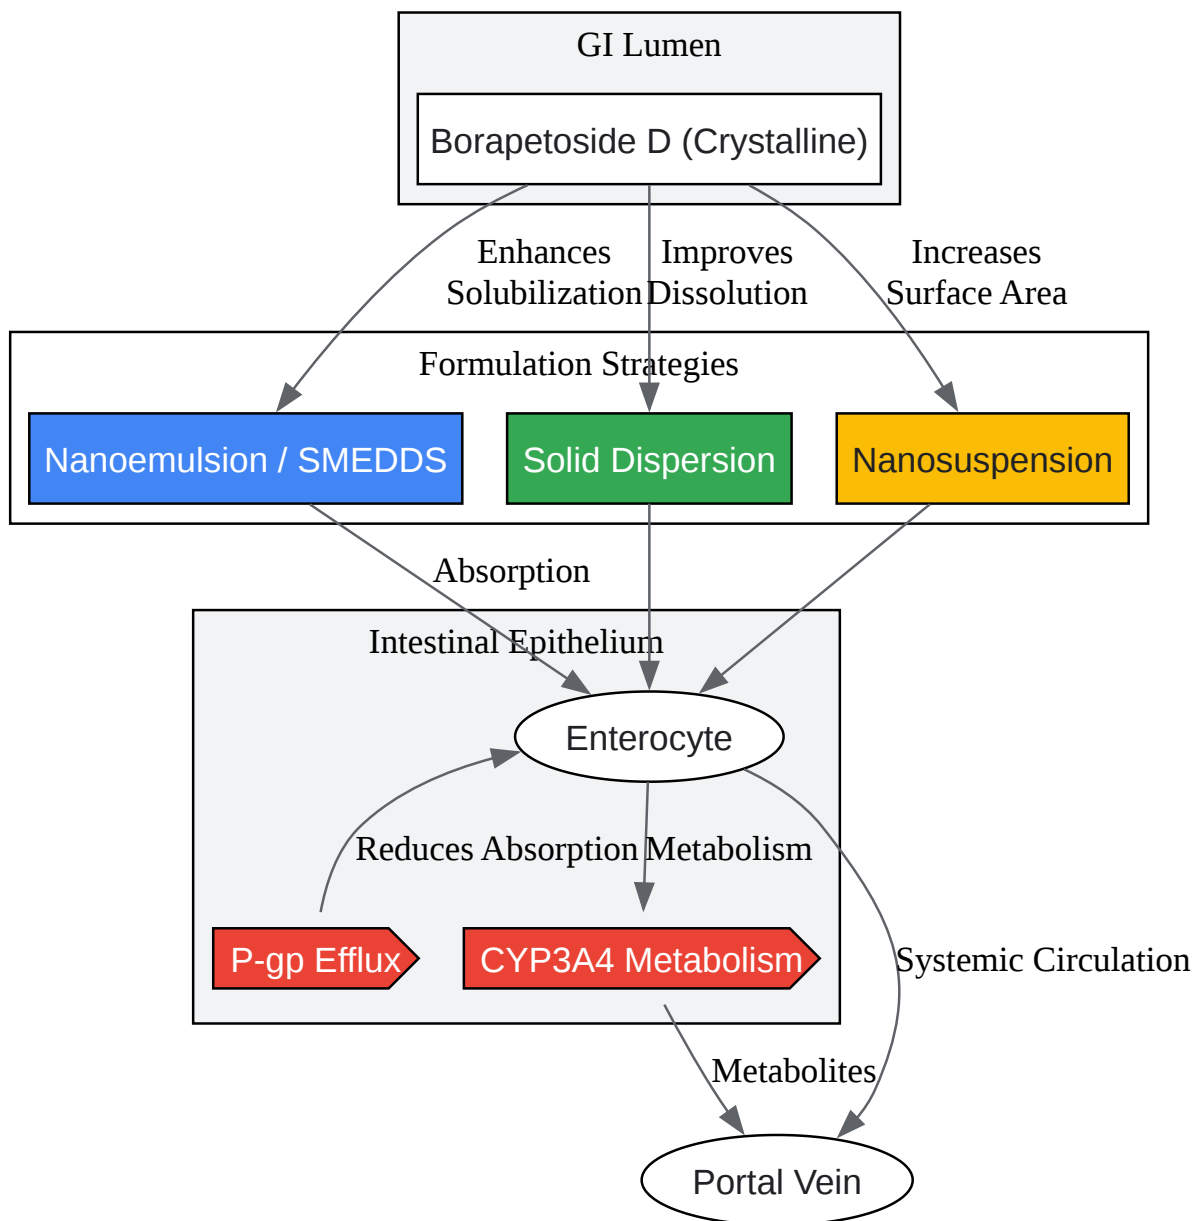 GI Lumen
Borapetoside D (Crystalline)
Enhances
Solubilization
Improves
Dissolution
Increases
Surface Area
Formulation Strategies
Nanoemulsion / SMEDDS
Solid Dispersion
Nanosuspension
Absorption
Intestinal Epithelium
Enterocyte
Reduces Absorption
Metabolism
P-gp Efflux
CYP3A4 Metabolism
Systemic Circulation
Metabolites
Portal Vein